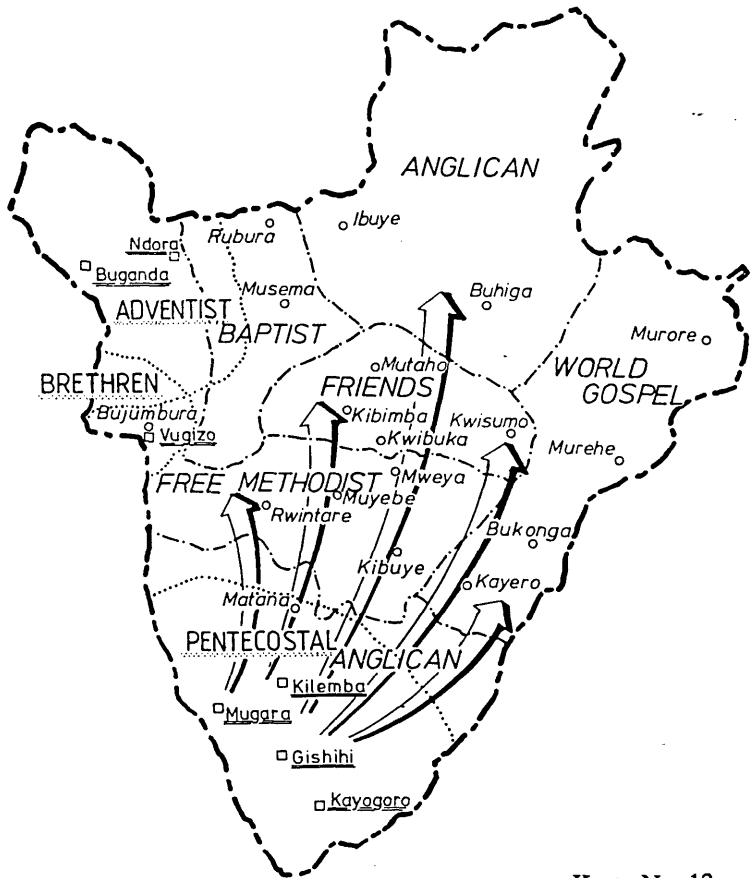 ANGLICAN
Rubura
Ibuye
Ndora
Buganda
Musema
Buhiga
ADVENTIST
BAPTIST
Murore
Mutaho
WORLD
GOSPEL
BRETHREN
FRIENDS
Bujumbura
Kibimba
Kwisumo
Vugizo
Kwibuka
Murehe
Mweya
FREE METHODIST
Muyebe
Rwintare
Bukonga
Kibuye
Kayero
Matana
PENTECOSTAL
ANGLICAN
Kilemba
Mugara
Gishihi
Kayogoro